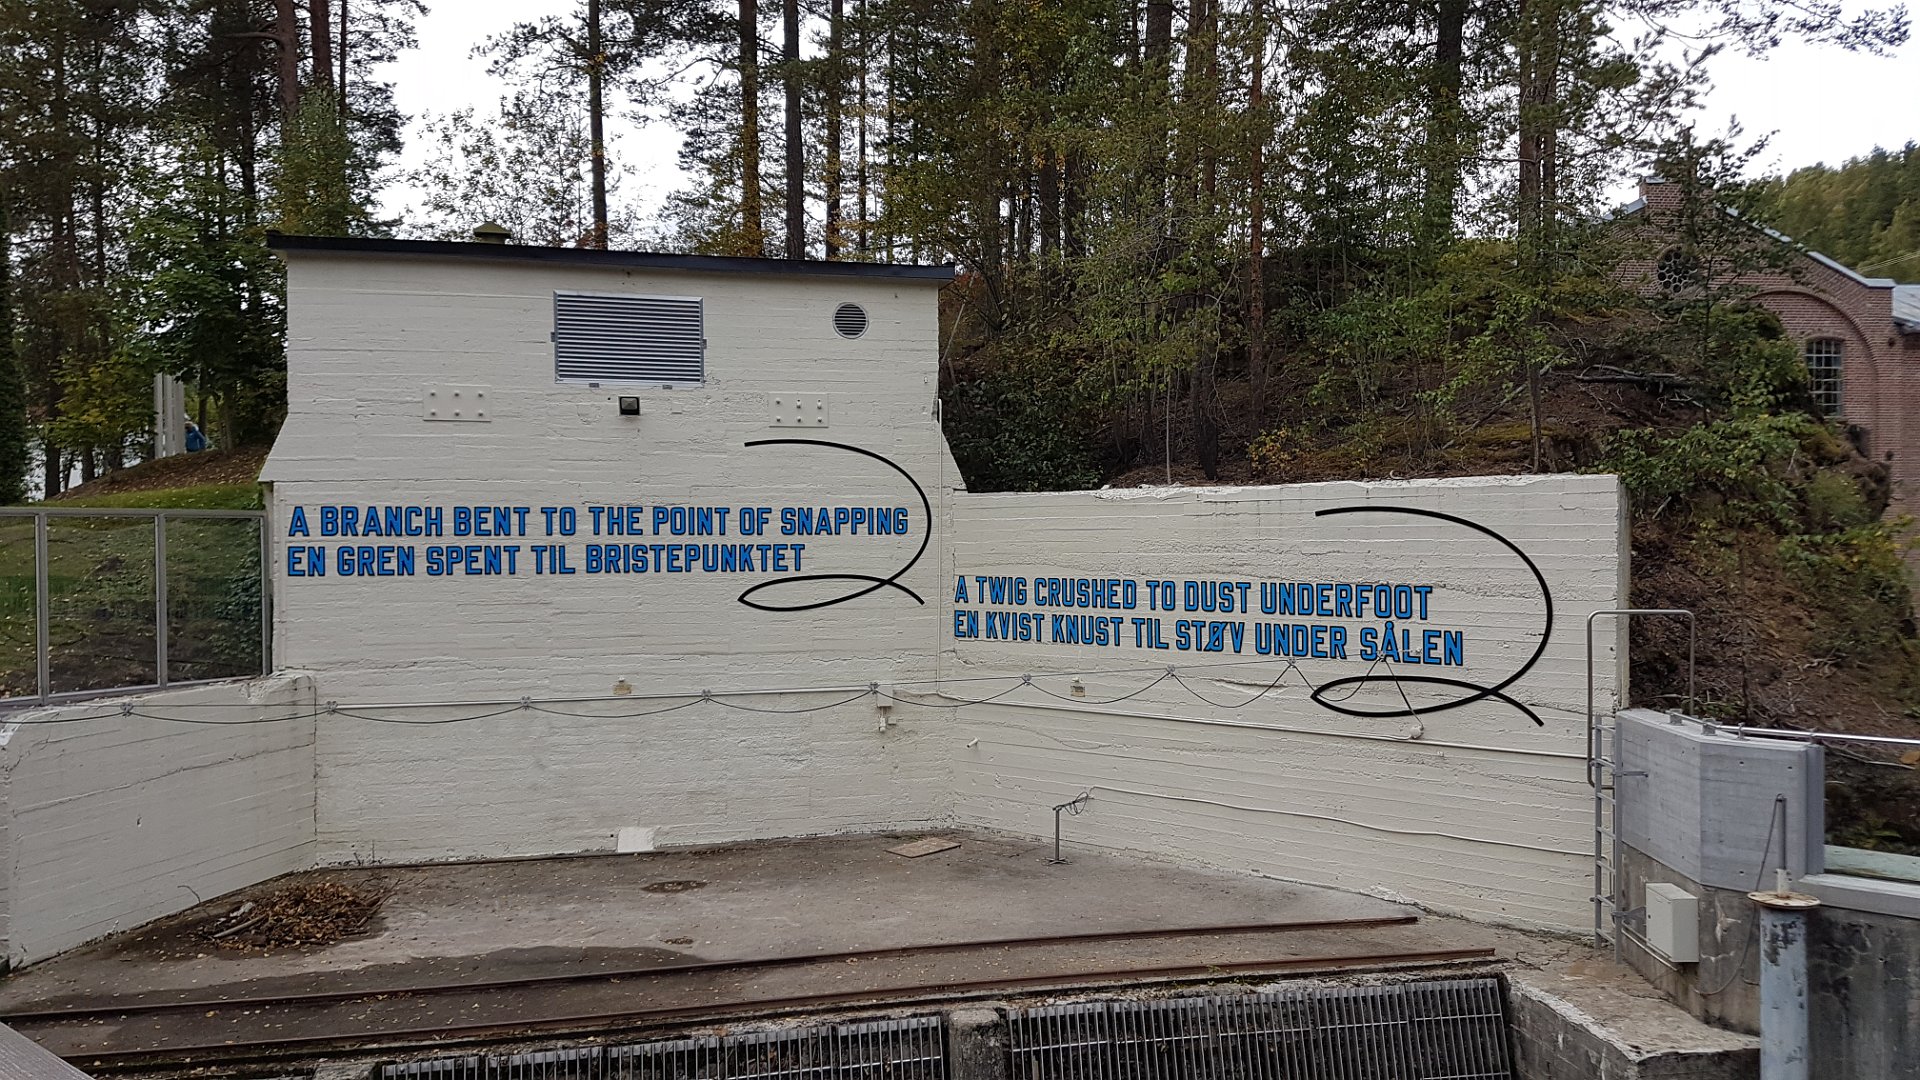 A BRANCH BENT TO THE POINT OF SNAPPING
EN GREN SPENT TIL BRISTEPUNKTET
A TWIG CRUSHED TO DUST UNDERFOOT
EN KVIST KNUST TIL STØV UNDER SÅLEN